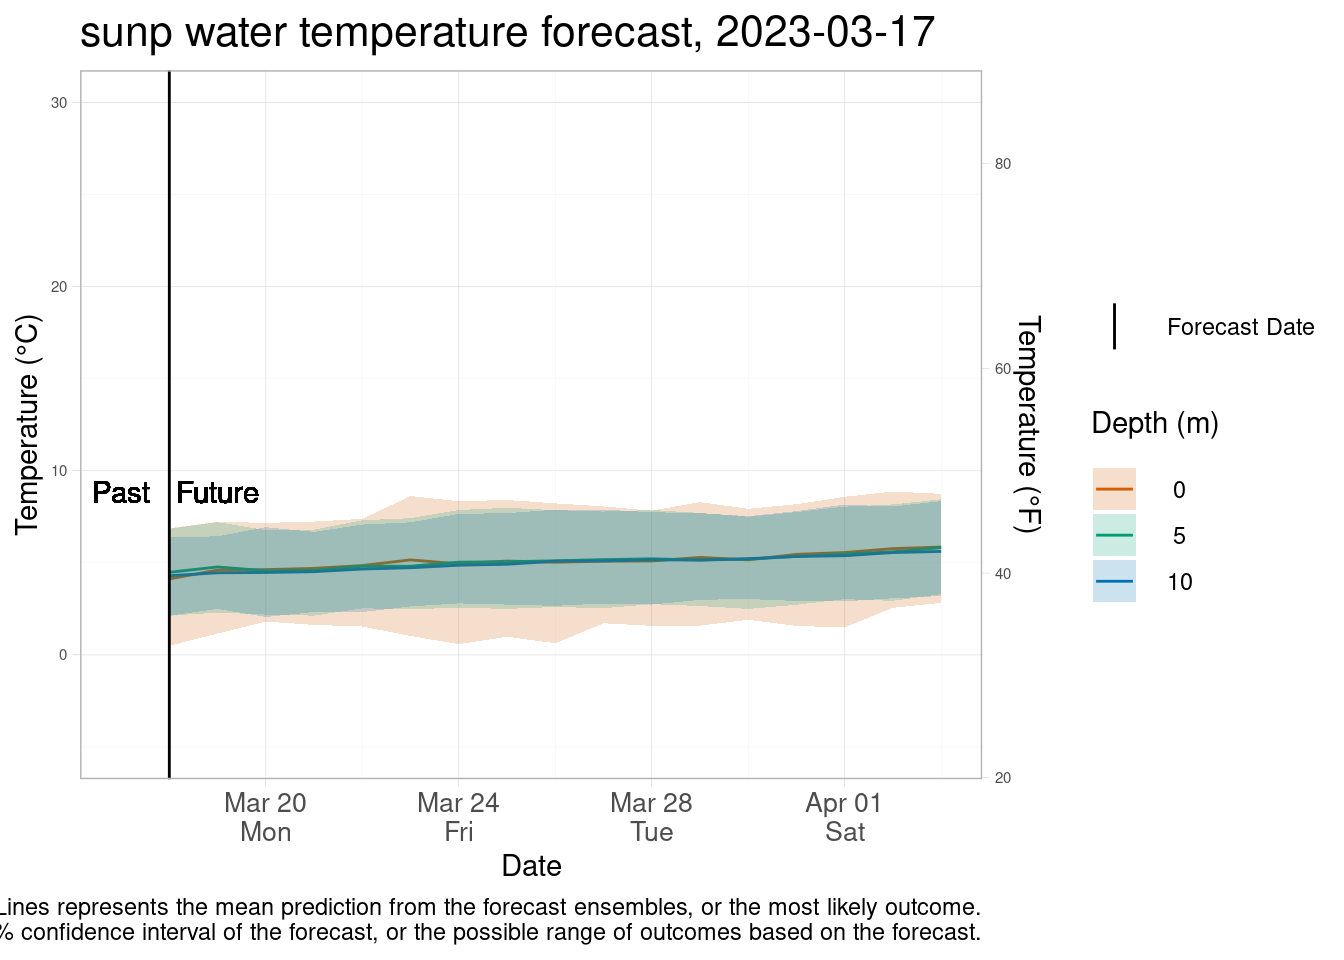 sunp water temperature forecast, 2023-03-17
30
20
10
0
Temperature (°C)
Past
Future
80
60
40
20
Temperature (°F)
Mar 20
Mon
Mar 24
Fri
Mar 28
Tue
Apr 01
Sat
Date
Forecast Date
Depth (m)
0
5
10
Lines represents the mean prediction from the forecast ensembles, or the most likely outcome.
% confidence interval of the forecast, or the possible range of outcomes based on the forecast.